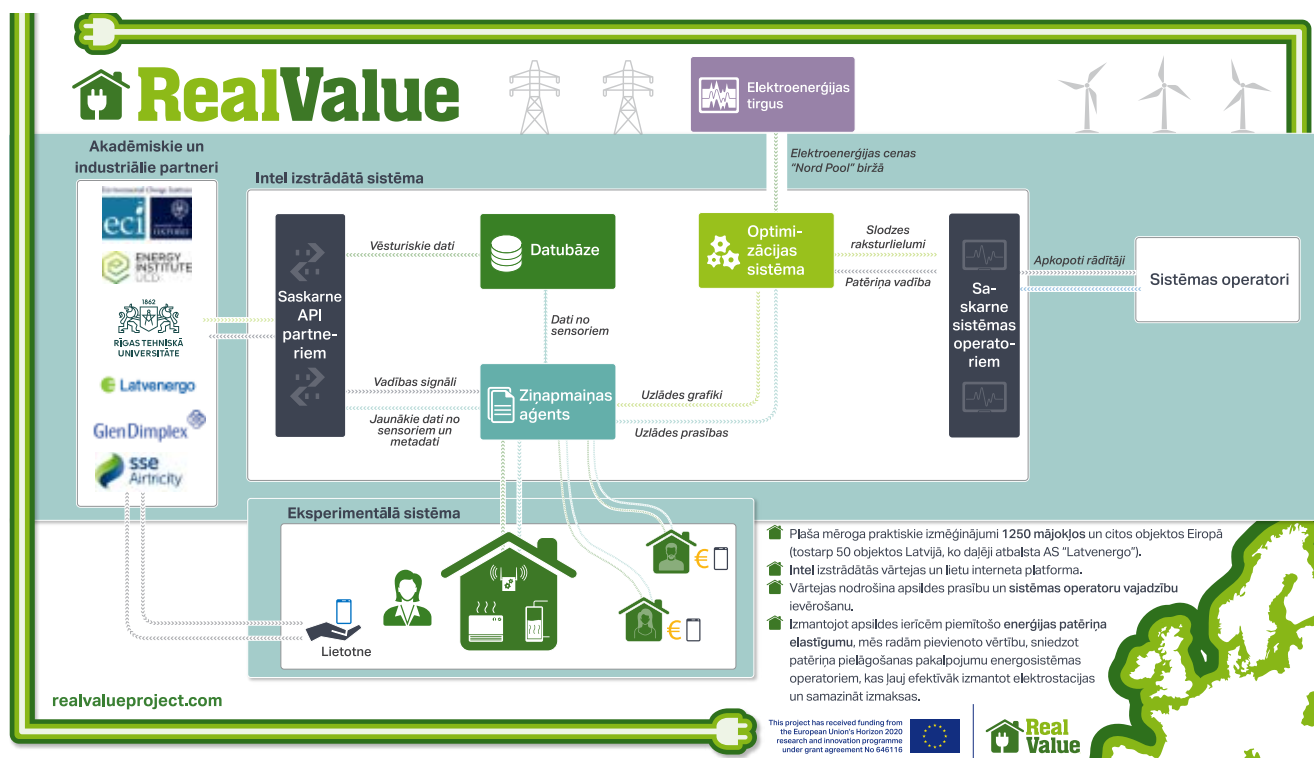 RealValue
Elektroenerģijas
tirgus
Elektroenerģijas cenas
“Nord Pool” biržā
Akadēmiskie un
industriālie partneri
Environmental Change Institute
eci
ENERGY
INSTITUTE
UCD
1862
RĪGAS TEHNISKĀ
UNIVERSITĀTE
Latvenergo
GlenDimplex
sse
Airtricity
Intel izstrādātā sistēma
Saskarne
API
partne-
riem
Vēsturiskie dati
Datubāze
Dati no
sensoriem
Vadības signāli
Jaunākie dati no
sensoriem un
metadati
Ziņapmaiņas
aģents
Uzlādes grafiki
Uzlādes prasības
Optimi-
zācijas
sistēma
Slodzes
raksturlielumi
Patēriņa vadība
Sa-
skarne
sistēmas
operato-
riem
Apkopoti rādītāji
Sistēmas operatori
Eksperimentālā sistēma
Lietotne
€
€
Plaša mēroga praktiskie izmēģinājumi 1250 mājokļos un citos objektos Eiropā
(tostarp 50 objektos Latvijā, ko daļēji atbalsta AS “Latvenergo”).
Intel izstrādātās vārtejas un lietu interneta platforma.
Vārtejas nodrošina apsildes prasību un sistēmas operatoru vajadzību
ievērošanu.
Izmantojot apsildes ierīcēm piemītošo enerģijas patēriņa
elastīgumu, mēs radām pievienoto vērtību, sniedzot
patēriņa pielāgošanas pakalpojumu energosistēmas
operatoriem, kas ļauj efektīvāk izmantot elektrostacijas
un samazināt izmaksas.
realvalueproject.com
This project has received funding from
the European Union's Horizon 2020
research and innovation programme
under grant agreement No 646116
Real
Value